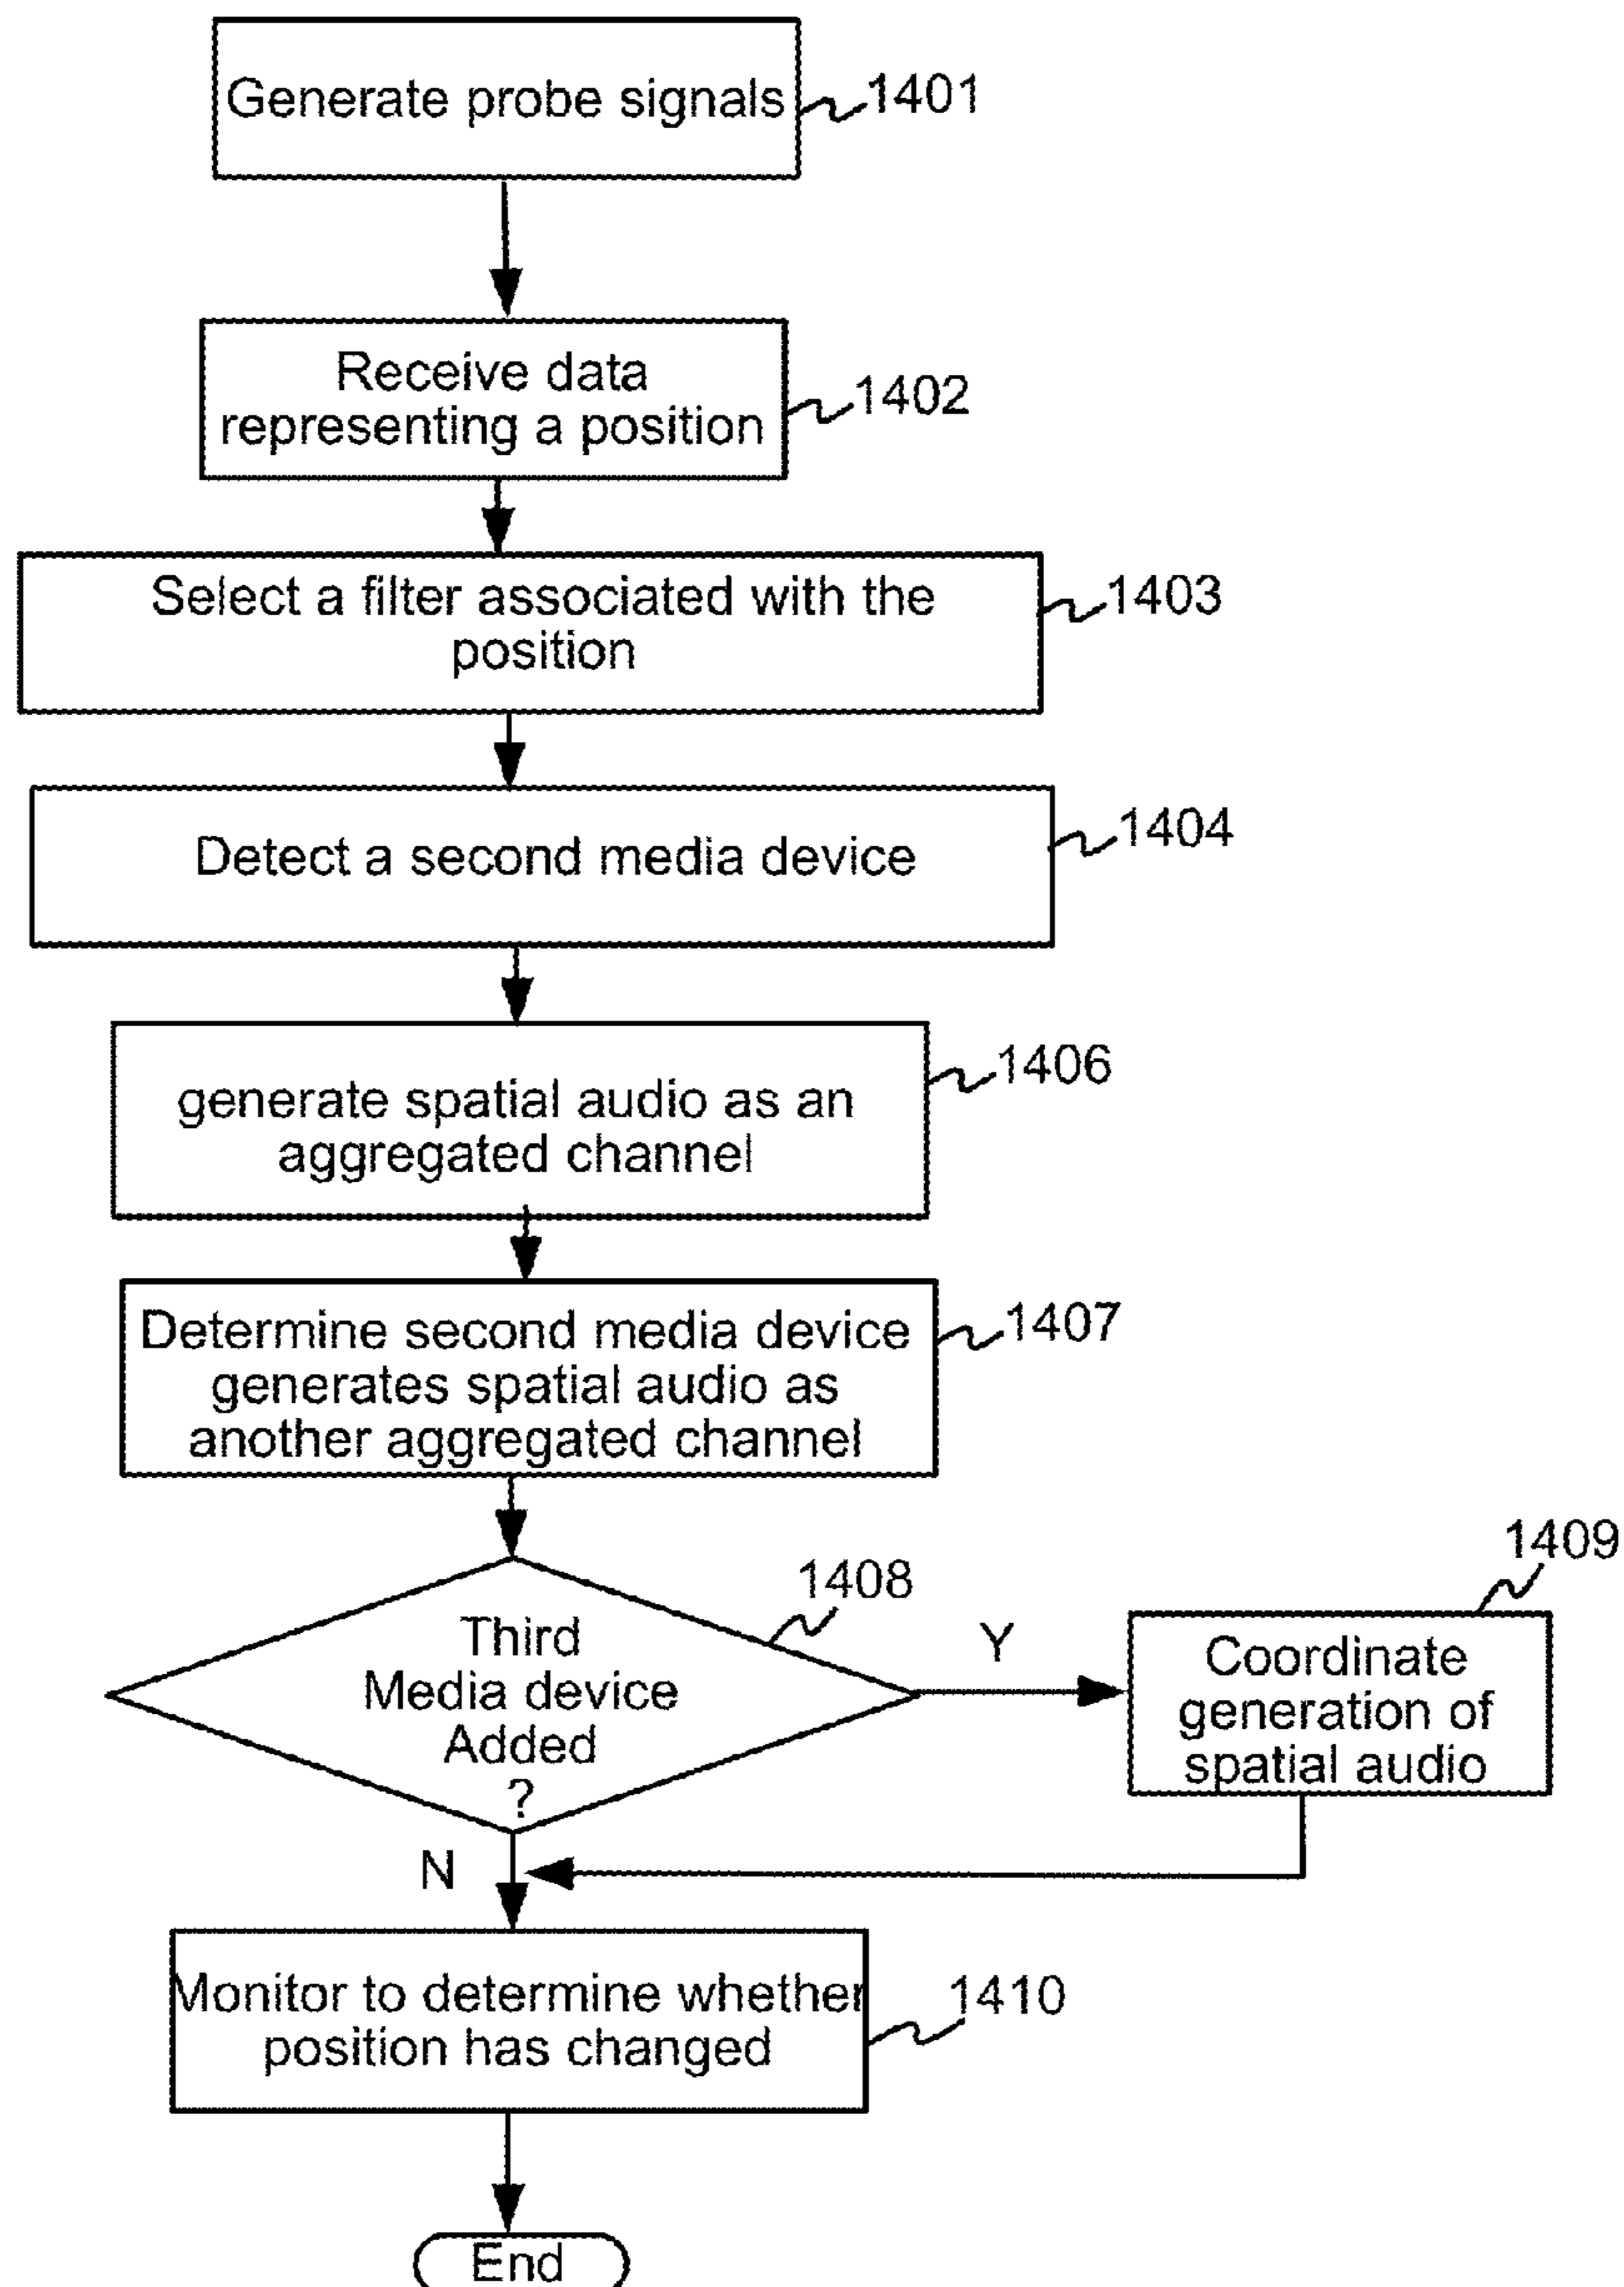 Generate probe signals
1401
Receive data
representing a position
1402
Select a filter associated with the
position
1403
Detect a second media device
1404
generate spatial audio as an
aggregated channel
1406
Determine second media device
generates spatial audio as
another aggregated channel
1407
Third
Media device
Added
?
1408
Y
N
Coordinate
generation of
spatial audio
1409
Monitor to determine whether
position has changed
1410
End